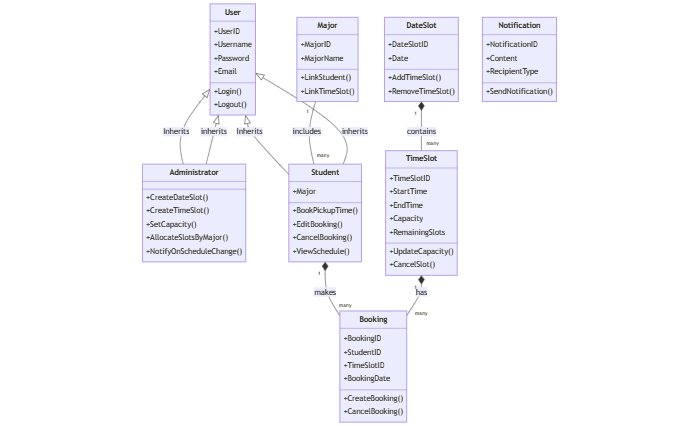 User
+UserID
+Username
+Password
+Email
+Login()
+Logout()
Major
+MajorID
+MajorName
+LinkStudent()
+LinkTimeSlot()
DateSlot
+DateSlotID
+Date
+AddTimeSlot()
+RemoveTimeSlot()
Notification
+NotificationID
+Content
+RecipientType
+SendNotification()
1
1
Inherits
inherits
Inherits
includes
inherits
contains
many
many
Administrator
+CreateDateSlot()
+CreateTimeSlot()
+SetCapacity()
+AllocateSlotsByMajor()
+NotifyOnScheduleChange()
Student
+Major
+BookPickupTime()
+EditBooking()
+CancelBooking()
+ViewSchedule()
TimeSlot
+TimeSlotID
+StartTime
+EndTime
+Capacity
+RemainingSlots
+UpdateCapacity()
+CancelSlot()
1
1
makes
has
many
many
Booking
+BookingID
+StudentID
+TimeSlotID
+BookingDate
+CreateBooking()
+CancelBooking()